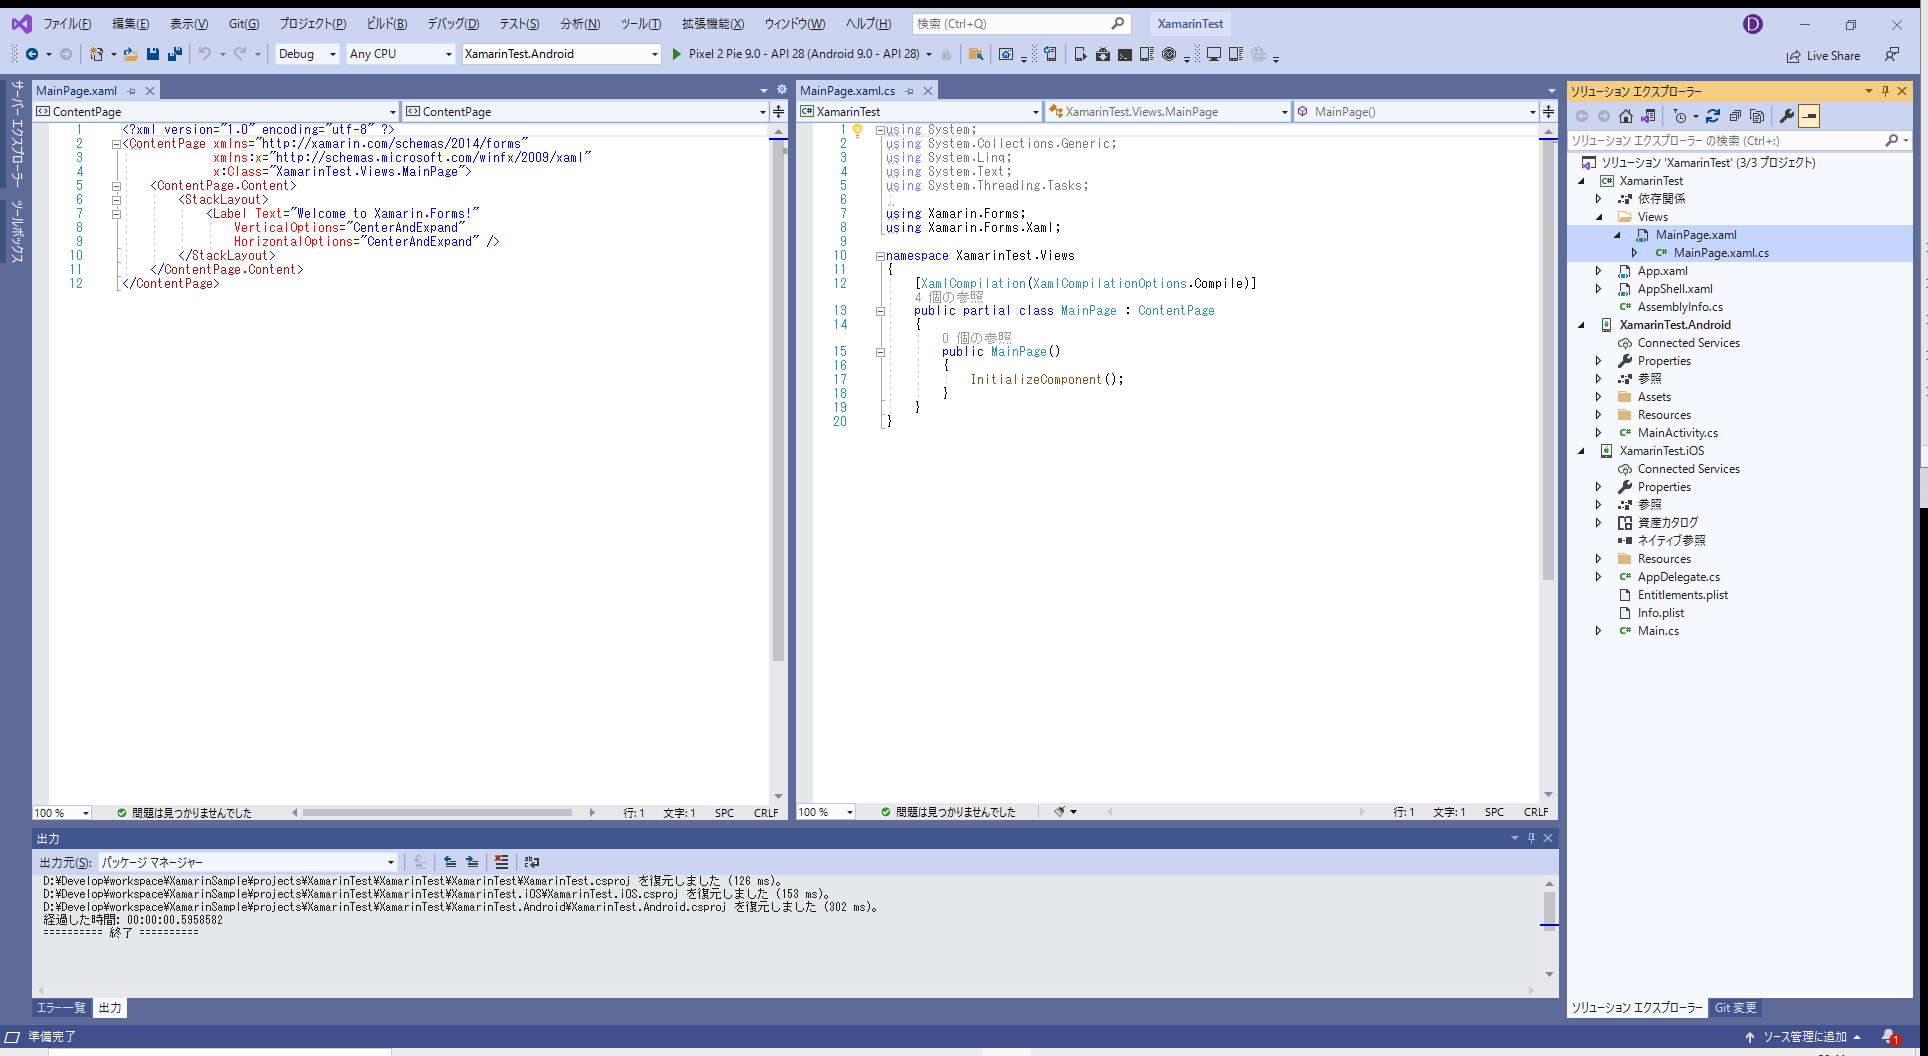 ファイル(F) 編集(E) 表示(V) Git(G) プロジェクト(P) ビルド(B) デバッグ(D) テスト(S) 分析(N) ツール(T) 拡張機能(X) ウィンドウ(W) ヘルプ(H) 検索 (Ctrl+Q) XamarinTest D
Debug Any CPU XamarinTest.Android Pixel 2 Pie 9.0 - API 28 (Android 9.0 - API 28) Live Share
サーバー エクスプローラー
ツールボックス
MainPage.xaml
ContentPage ContentPage
1 <?xml version="1.0" encoding="utf-8" ?>
2 <ContentPage xmlns="http://xamarin.com/schemas/2014/forms"
3 xmlns:x="http://schemas.microsoft.com/winfx/2009/xaml"
4 x:Class="XamarinTest.Views.MainPage">
5 <ContentPage.Content>
6 <StackLayout>
7 <Label Text="Welcome to Xamarin.Forms!"
8 VerticalOptions="CenterAndExpand"
9 HorizontalOptions="CenterAndExpand" />
10 </StackLayout>
11 </ContentPage.Content>
12 </ContentPage>
100 % 問題は見つかりませんでした 行: 1 文字: 1 SPC CRLF
MainPage.xaml.cs
C# XamarinTest XamarinTest.Views.MainPage MainPage()
1 using System;
2 using System.Collections.Generic;
3 using System.Linq;
4 using System.Text;
5 using System.Threading.Tasks;
6
7 using Xamarin.Forms;
8 using Xamarin.Forms.Xaml;
9
10 namespace XamarinTest.Views
11 {
12 [XamlCompilation(XamlCompilationOptions.Compile)]
4 個の参照
13 public partial class MainPage : ContentPage
14 {
0 個の参照
15 public MainPage()
16 {
17 InitializeComponent();
18 }
19 }
20 }
100 % 問題は見つかりませんでした 行: 1 文字: 1 SPC CRLF
出力
出力元(S): パッケージ マネージャー
D:¥Develop¥workspace¥XamarinSample¥projects¥XamarinTest¥XamarinTest¥XamarinTest¥XamarinTest.csproj を復元しました (126 ms)。
D:¥Develop¥workspace¥XamarinSample¥projects¥XamarinTest¥XamarinTest¥XamarinTest.iOS¥XamarinTest.iOS.csproj を復元しました (153 ms)。
D:¥Develop¥workspace¥XamarinSample¥projects¥XamarinTest¥XamarinTest¥XamarinTest.Android¥XamarinTest.Android.csproj を復元しました (302 ms)。
経過した時間: 00:00:00.5958582
========== 終了 ==========
エラー一覧 出力
ソリューション エクスプローラー
ソリューション エクスプローラー の検索 (Ctrl+:)
ソリューション 'XamarinTest' (3/3 プロジェクト)
C# XamarinTest
依存関係
Views
MainPage.xaml
C# MainPage.xaml.cs
App.xaml
AppShell.xaml
C# AssemblyInfo.cs
XamarinTest.Android
Connected Services
Properties
参照
Assets
Resources
C# MainActivity.cs
XamarinTest.iOS
Connected Services
Properties
参照
資産カタログ
ネイティブ参照
Resources
C# AppDelegate.cs
Entitlements.plist
Info.plist
C# Main.cs
ソリューション エクスプローラー Git 変更
準備完了 ソース管理に追加 1